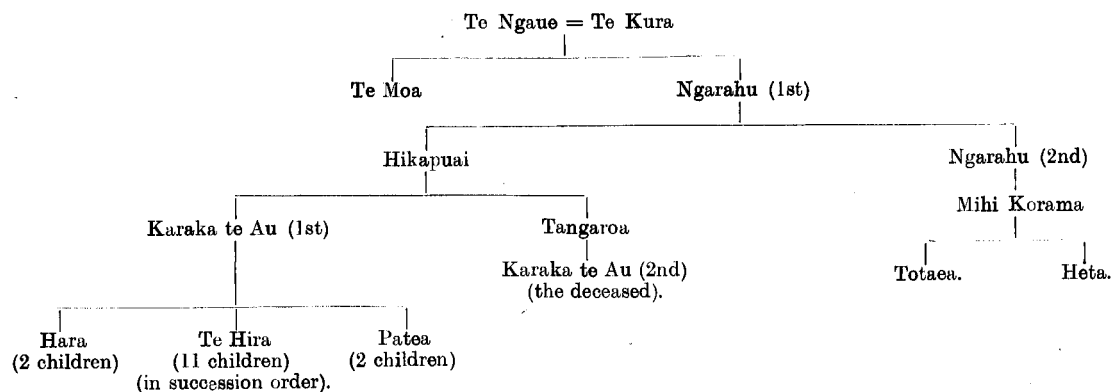 Te Ngaue = Te Kura
Te Moa
Ngarahu (1st)
Hikapuai
Ngarahu (2nd)
Karaka te Au (1st)
Tangaroa
Mihi Korama
Karaka te Au (2nd)
(the deceased).
Totaea.
Heta.
Hara
(2 children)
Te Hira
(11 children)
(in succession order).
Patea
(2 children)